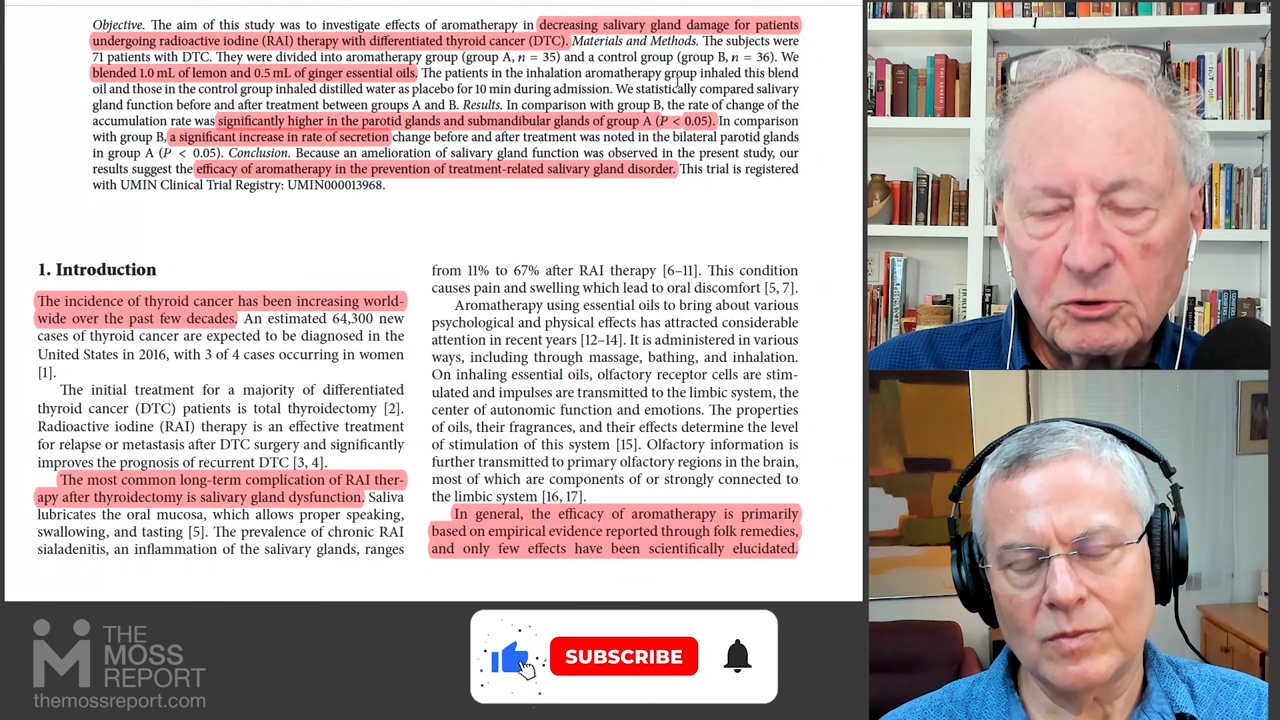 Objective. The aim of this study was to investigate effects of aromatherapy in decreasing salivary gland damage for patients
undergoing radioactive iodine (RAI) therapy with differentiated thyroid cancer (DTC). Materials and Methods. The subjects were
71 patients with DTC. They were divided into aromatherapy group (group A, n = 35) and a control group (group B, n = 36). We
blended 1.0 mL of lemon and 0.5 mL of ginger essential oils. The patients in the inhalation aromatherapy group inhaled this blend
oil and those in the control group inhaled distilled water as placebo for 10 min during admission. We statistically compared salivary
gland function before and after treatment between groups A and B. Results. In comparison with group B, the rate of change of the
accumulation rate was significantly higher in the parotid glands and submandibular glands of group A (P < 0.05). In comparison
with group B, a significant increase in rate of secretion change before and after treatment was noted in the bilateral parotid glands
in group A (P < 0.05). Conclusion. Because an amelioration of salivary gland function was observed in the present study, our
results suggest the efficacy of aromatherapy in the prevention of treatment-related salivary gland disorder. This trial is registered
with UMIN Clinical Trial Registry: UMIN000013968.
1. Introduction
The incidence of thyroid cancer has been increasing world-
wide over the past few decades. An estimated 64,300 new
cases of thyroid cancer are expected to be diagnosed in the
United States in 2016, with 3 of 4 cases occurring in women
[1].
The initial treatment for a majority of differentiated
thyroid cancer (DTC) patients is total thyroidectomy [2].
Radioactive iodine (RAI) therapy is an effective treatment
for relapse or metastasis after DTC surgery and significantly
improves the prognosis of recurrent DTC [3, 4].
The most common long-term complication of RAI ther-
apy after thyroidectomy is salivary gland dysfunction. Saliva
lubricates the oral mucosa, which allows proper speaking,
swallowing, and tasting [5]. The prevalence of chronic RAI
sialadenitis, an inflammation of the salivary glands, ranges
from 11% to 67% after RAI therapy [6–11]. This condition
causes pain and swelling which lead to oral discomfort [5, 7].
Aromatherapy using essential oils to bring about various
psychological and physical effects has attracted considerable
attention in recent years [12–14]. It is administered in various
ways, including through massage, bathing, and inhalation.
On inhaling essential oils, olfactory receptor cells are stim-
ulated and impulses are transmitted to the limbic system, the
center of autonomic function and emotions. The properties
of oils, their fragrances, and their effects determine the level
of stimulation of this system [15]. Olfactory information is
further transmitted to primary olfactory regions in the brain,
most of which are components of or strongly connected to
the limbic system [16, 17].
In general, the efficacy of aromatherapy is primarily
based on empirical evidence reported through folk remedies,
and only few effects have been scientifically elucidated.
THE
MOSS
REPORT
themossreport.com
SUBSCRIBE